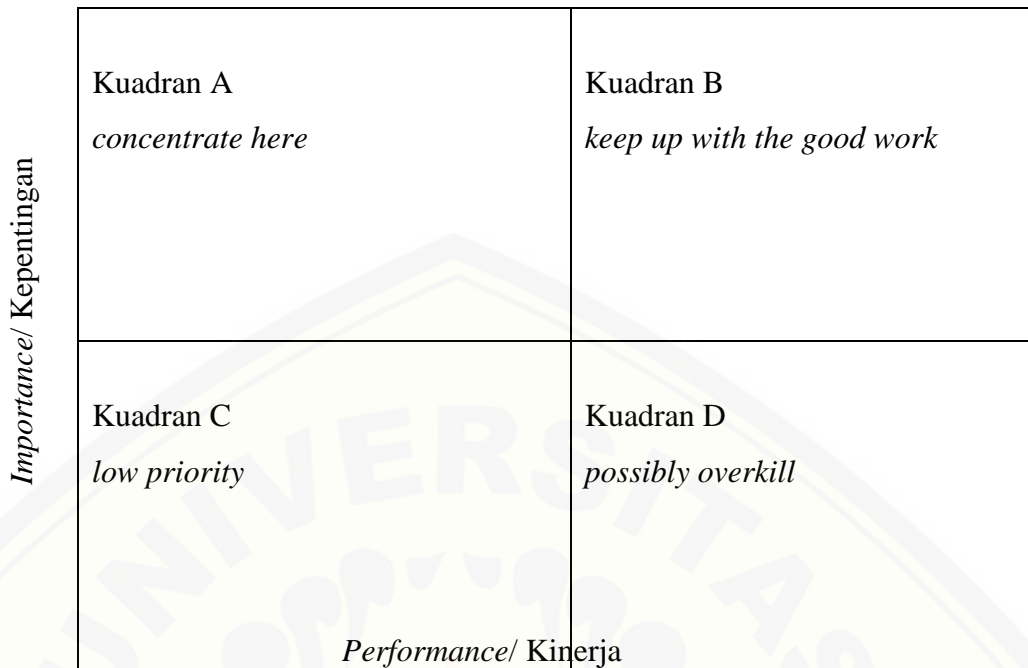 Kuadran A
concentrate here
Kuadran B
keep up with the good work
Importance/ Kepentingan
Kuadran C
low priority
Kuadran D
possibly overkill
UNIVERSITAS
Performance/ Kinerja